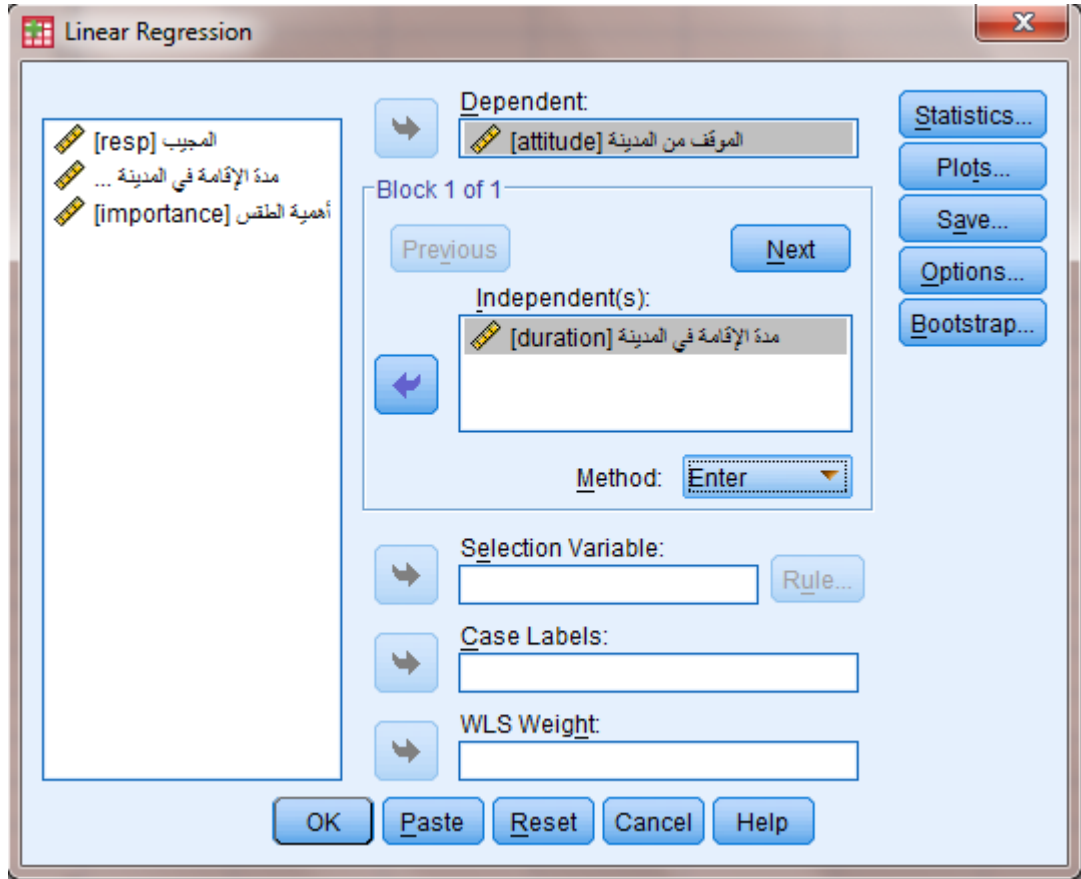 Linear Regression
المجيب [resp]
مدة الإقامة في المدينة ...
أهمية الطقس [importance]
Dependent:
الموقف من المدينة [attitude]
Block 1 of 1
Previous
Next
Independent(s):
مدة الإقامة في المدينة [duration]
Method:
Enter
Selection Variable:
Rule...
Case Labels:
WLS Weight:
Statistics...
Plots...
Save...
Options...
Bootstrap...
OK
Paste
Reset
Cancel
Help